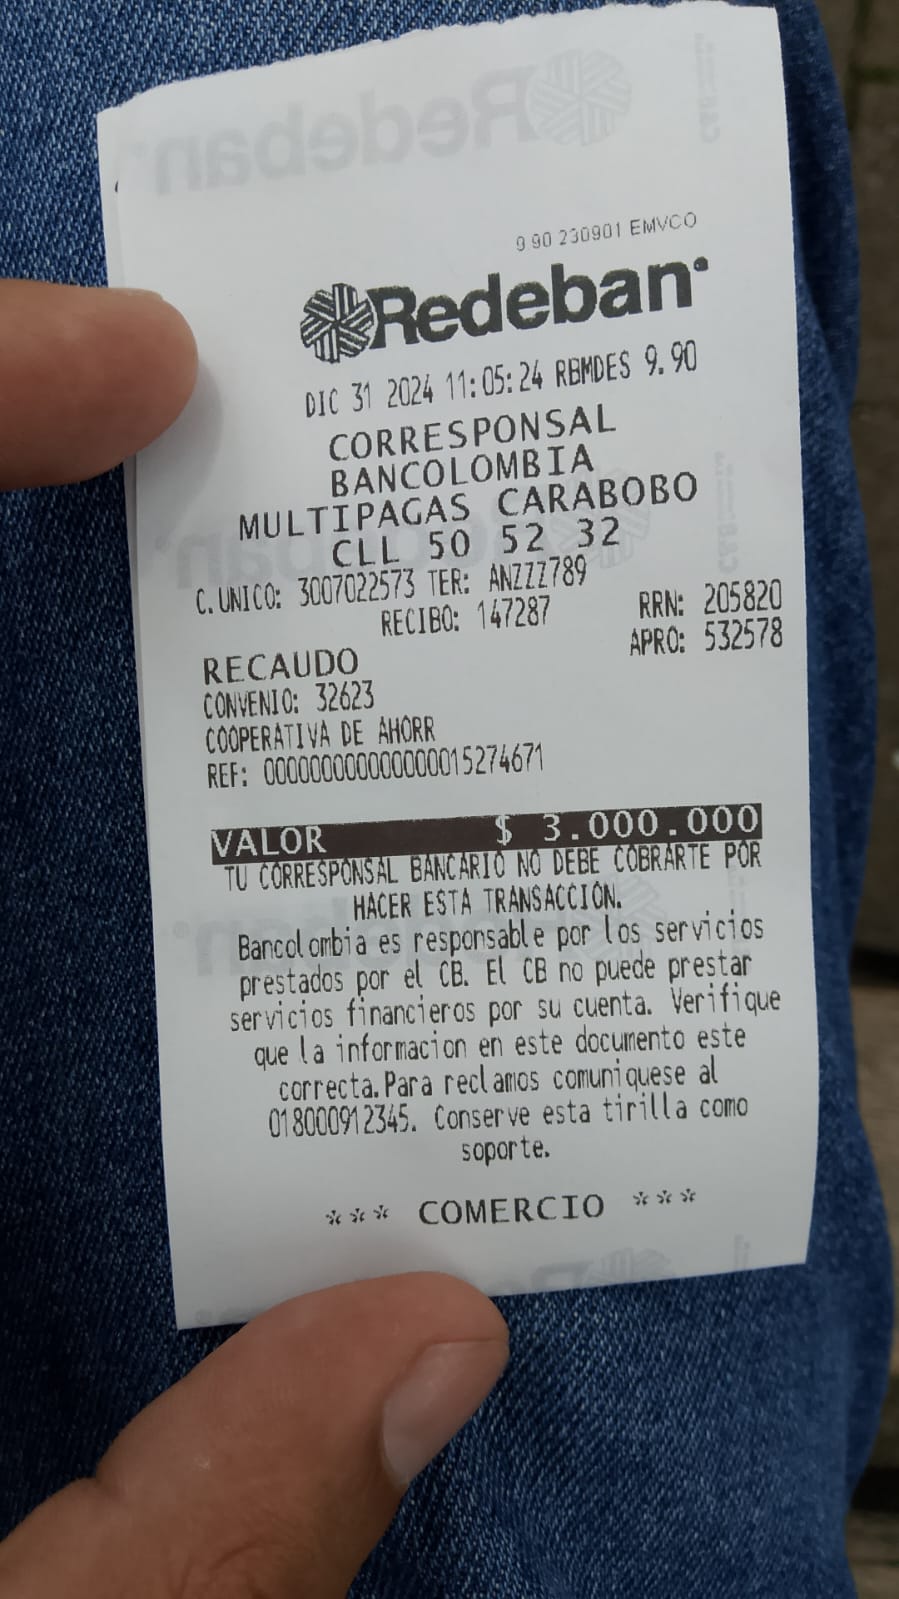 9.90 230901 EMVCO
Redeban
DIC 31 2024 11:05:24 RBMDES 9.90
CORRESPONSAL
BANCOLOMBIA
MULTIPAGAS CARABOBO
CLL 50 52 32
C.UNICO: 3007022573 TER: ANZZZ789
RECIBO: 147287 RRN: 205820
APRO: 532578
RECAUDO
CONVENIO: 32623
COOPERATIVA DE AHORR
REF: 000000000000000015274671
VALOR $ 3.000.000
TU CORRESPONSAL BANCARIO NO DEBE COBRARTE POR
HACER ESTA TRANSACCION.
Bancolombia es responsable por los servicios
prestados por el CB. El CB no puede prestar
servicios financieros por su cuenta. Verifique
que la informacion en este documento este
correcta.Para reclamos comuniquese al
018000912345. Conserve esta tirilla como
soporte.
*** COMERCIO ***